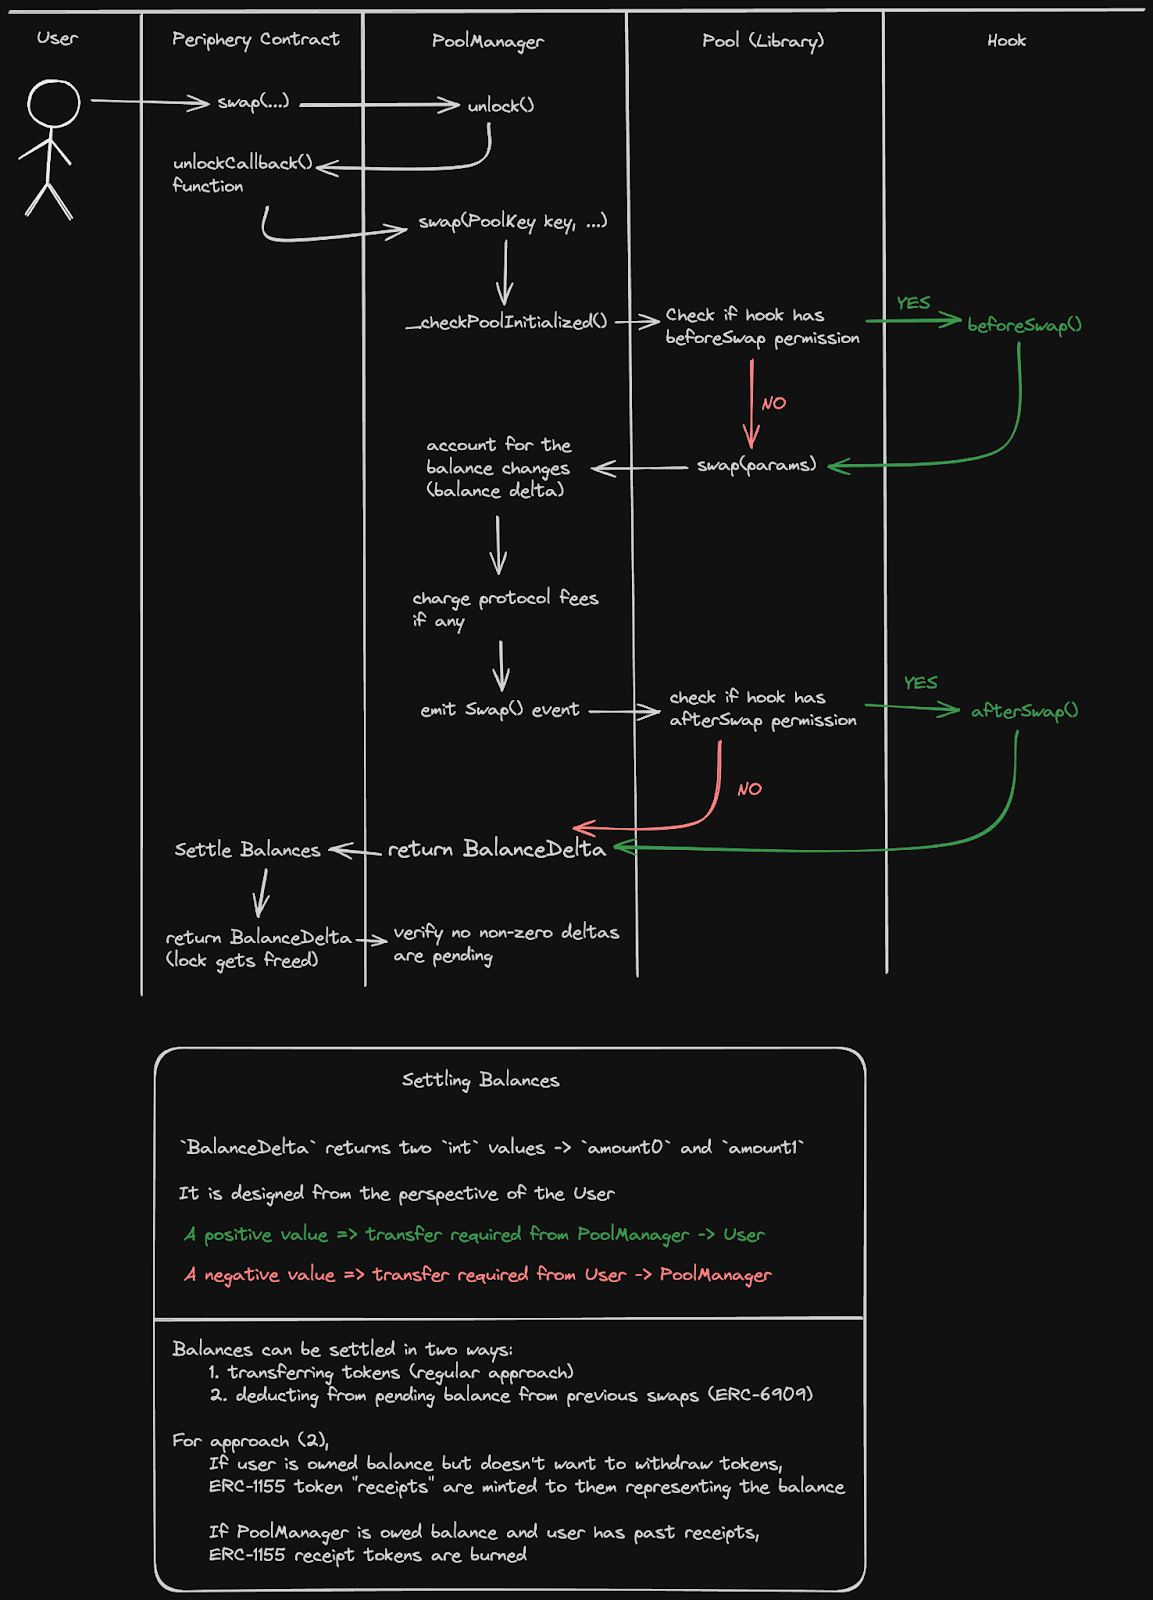 User
Periphery Contract
PoolManager
Pool (Library)
Hook
swap(...)
unlock()
unlockCallback()
function
swap(PoolKey key, ...)
_checkPoolInitialized()
Check if hook has
beforeSwap permission
YES
beforeSwap()
NO
account for the
balance changes
(balance delta)
swap(params)
charge protocol fees
if any
emit Swap() event
check if hook has
afterSwap permission
YES
afterSwap()
NO
Settle Balances
return BalanceDelta
return BalanceDelta
(lock gets freed)
verify no non-zero deltas
are pending
Settling Balances
`BalanceDelta` returns two `int` values -> `amount0` and `amount1`
It is designed from the perspective of the User
A positive value => transfer required from PoolManager -> User
A negative value => transfer required from User -> PoolManager
Balances can be settled in two ways:
1. transferring tokens (regular approach)
2. deducting from pending balance from previous swaps (ERC-6909)
For approach (2),
If user is owned balance but doesn't want to withdraw tokens,
ERC-1155 token "receipts" are minted to them representing the balance
If PoolManager is owed balance and user has past receipts,
ERC-1155 receipt tokens are burned